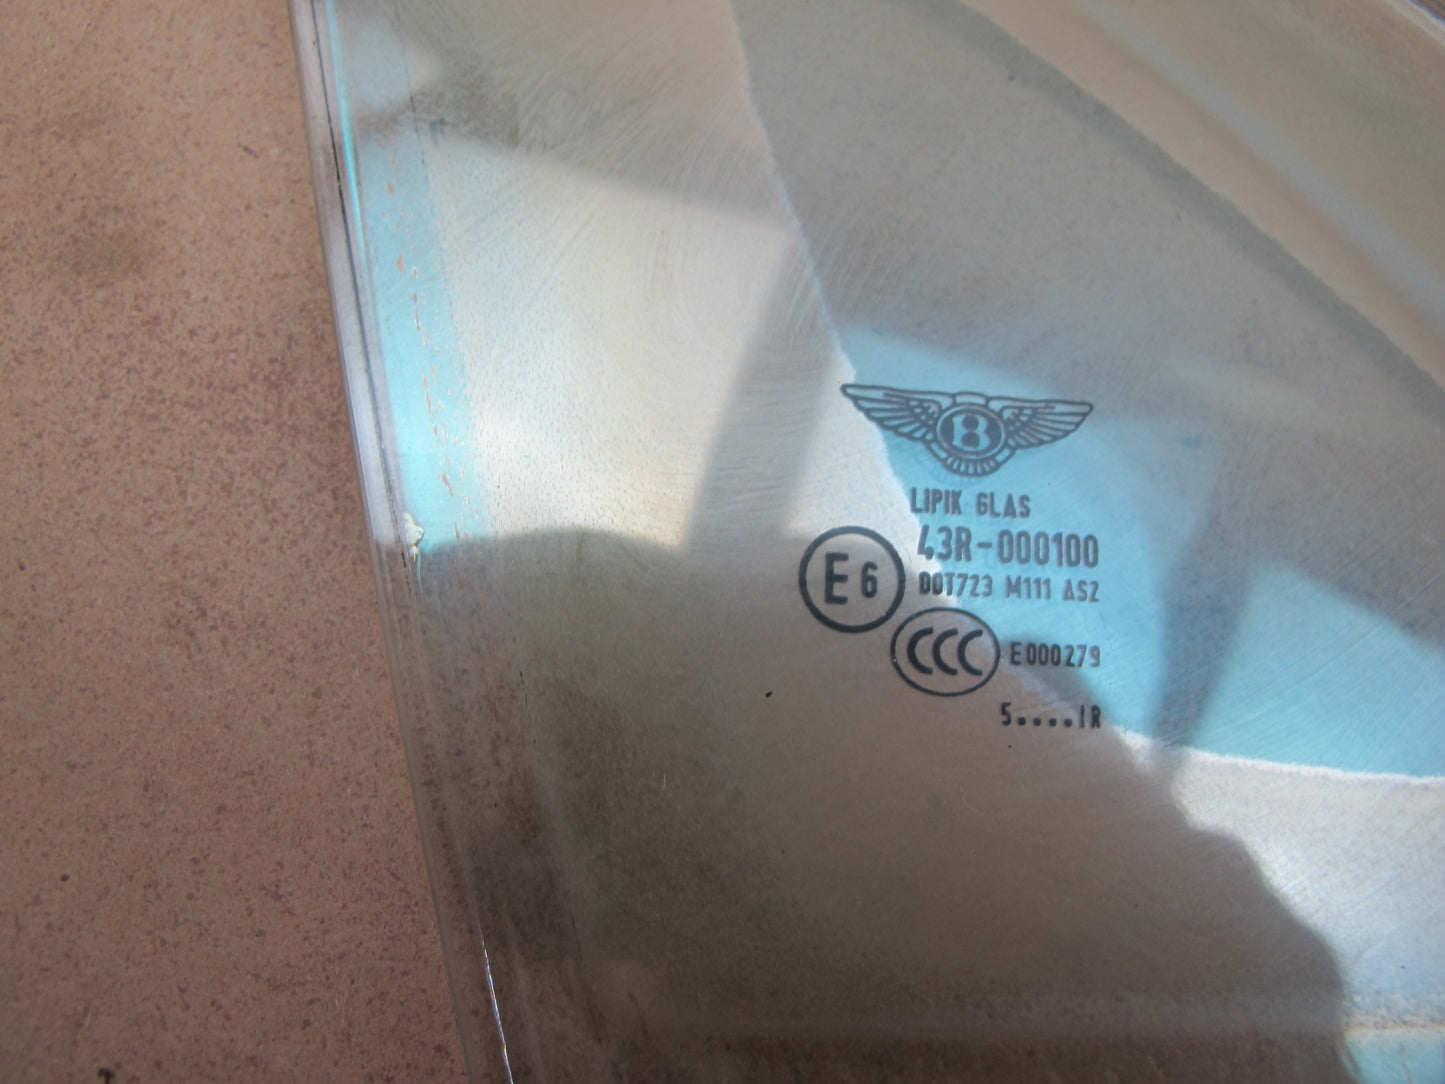 B
LIPIK GLAS
43R-000100
E6
DOT723 M111 AS2
CCC E000279
5....IR